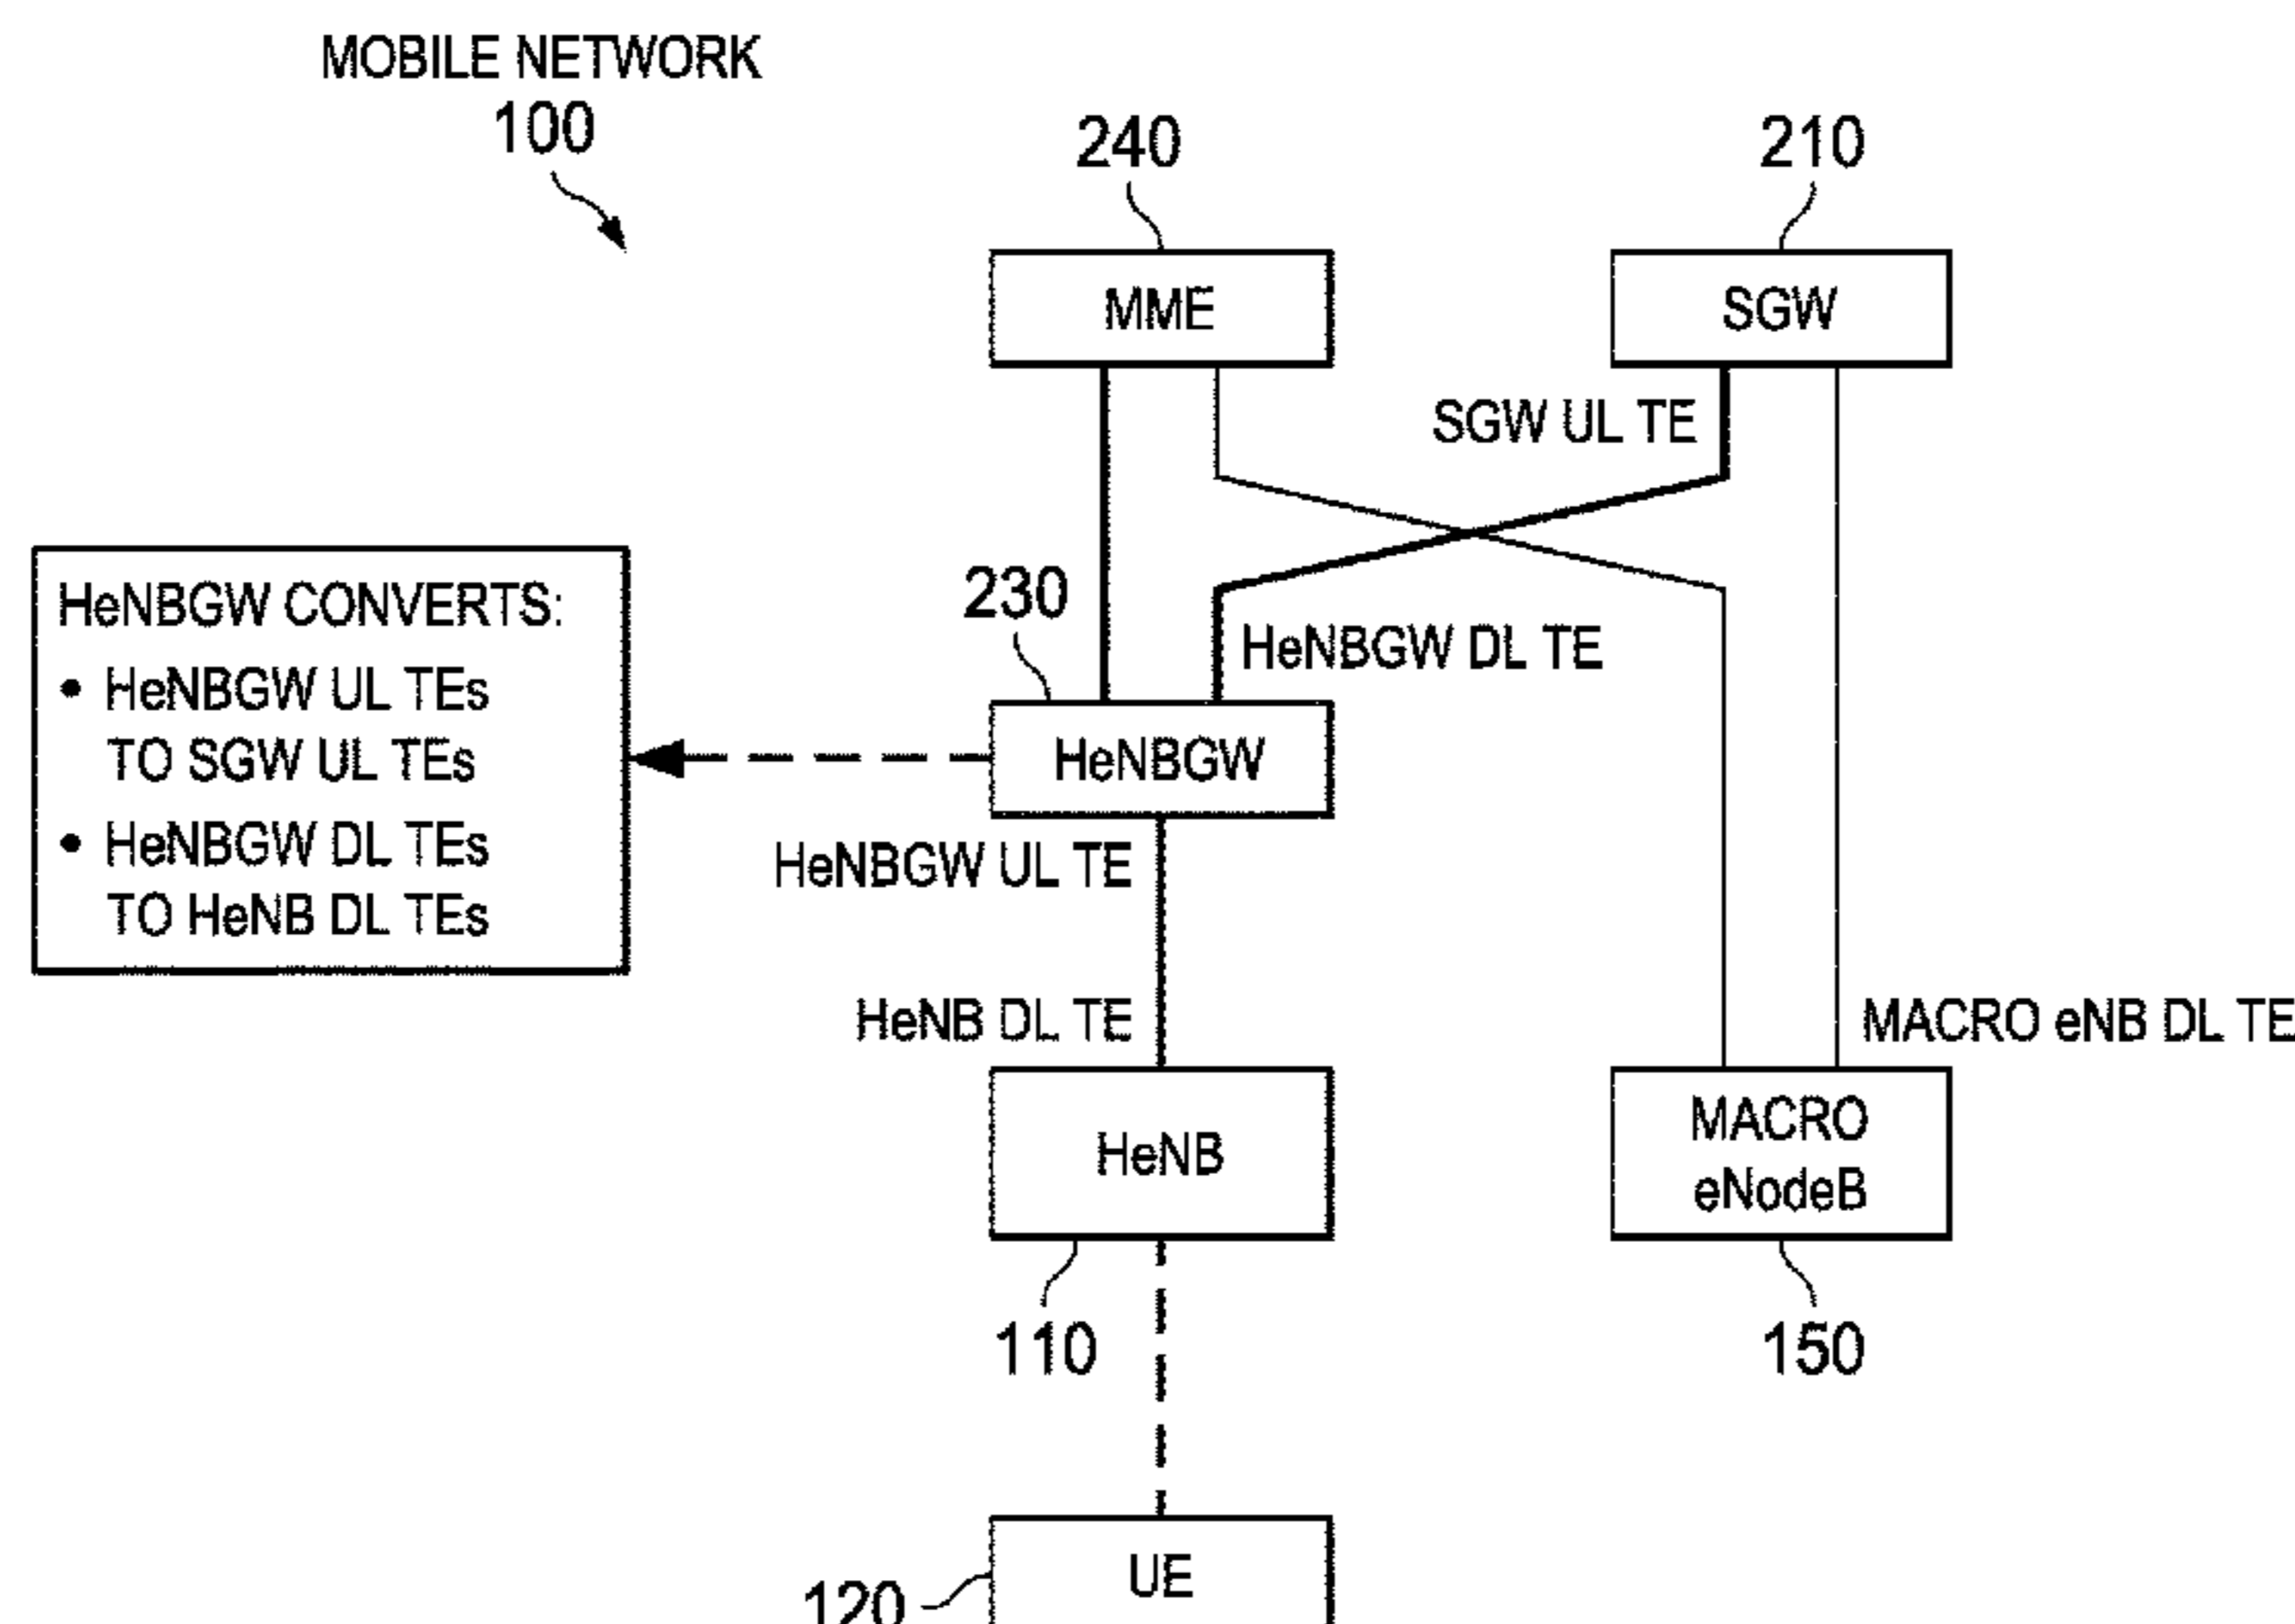 MOBILE NETWORK
100
240
210
MME
SGW
SGW UL TE
HeNBGW CONVERTS:
• HeNBGW UL TEs
TO SGW UL TEs
• HeNBGW DL TEs
TO HeNB DL TEs
230
HeNBGW DL TE
HeNBGW
HeNBGW UL TE
HeNB DL TE
MACRO eNB DL TE
HeNB
MACRO
eNodeB
110
150
UE
120